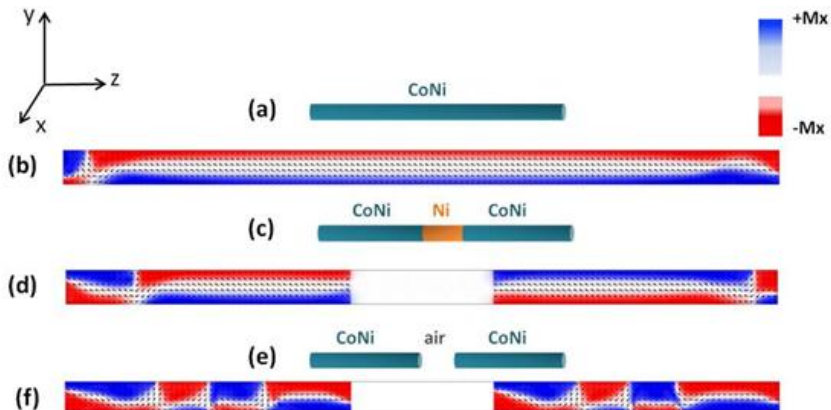 y
+Mx
z
CoNi
x
(a)
-Mx
(b)
CoNi Ni CoNi
(c)
(d)
CoNi air CoNi
(e)
(f)